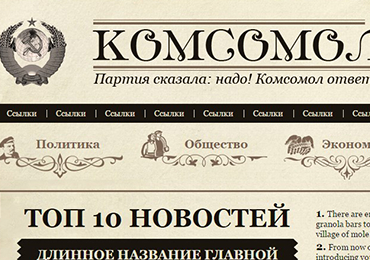 КОМСОМОЛ
Партия сказала: надо! Комсомол ответ
Ссылки | Ссылки | Ссылки | Ссылки | Ссылки | Ссылки | Ссылки | Ссылки
Политика Общество Эконом
ТОП 10 НОВОСТЕЙ
ДЛИННОЕ НАЗВАНИЕ ГЛАВНОЙ
1. There are en
granola bars to
village of mole
2. From now o
introducing yo